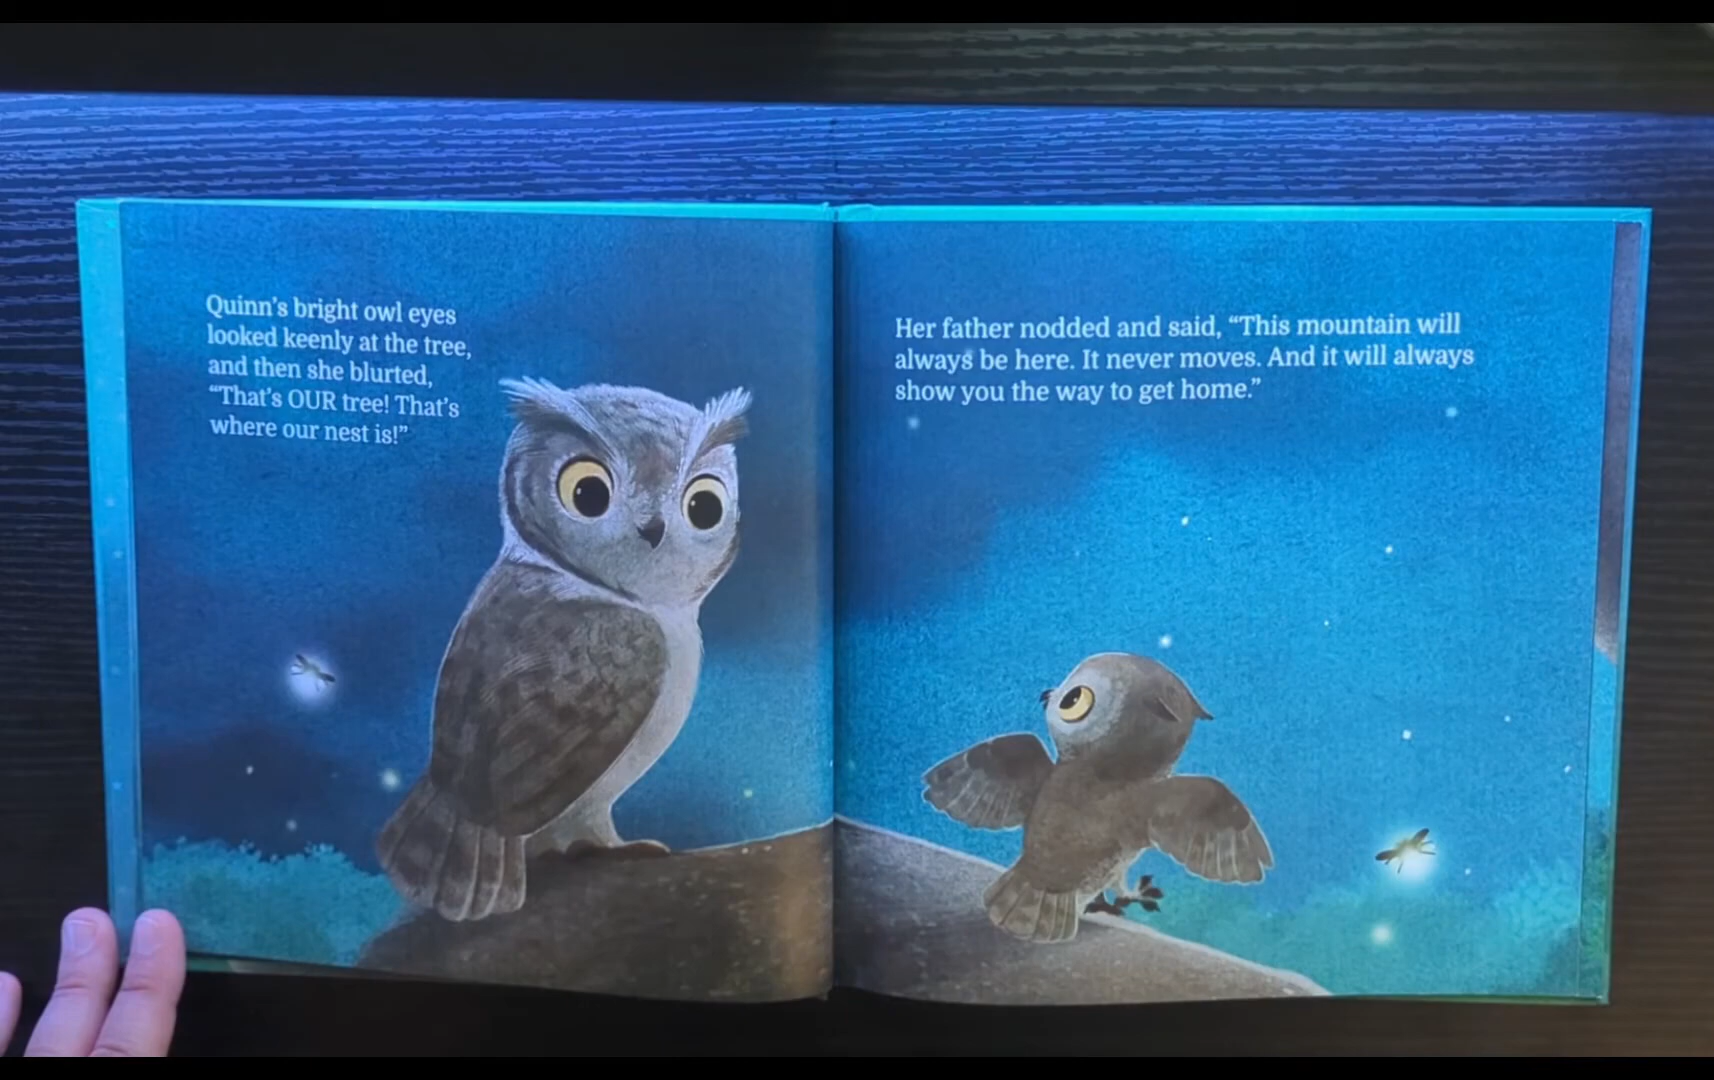 Quinn's bright owl eyes
looked keenly at the tree,
and then she blurted,
“That's OUR tree! That's
where our nest is!”
Her father nodded and said, “This mountain will
always be here. It never moves. And it will always
show you the way to get home.”